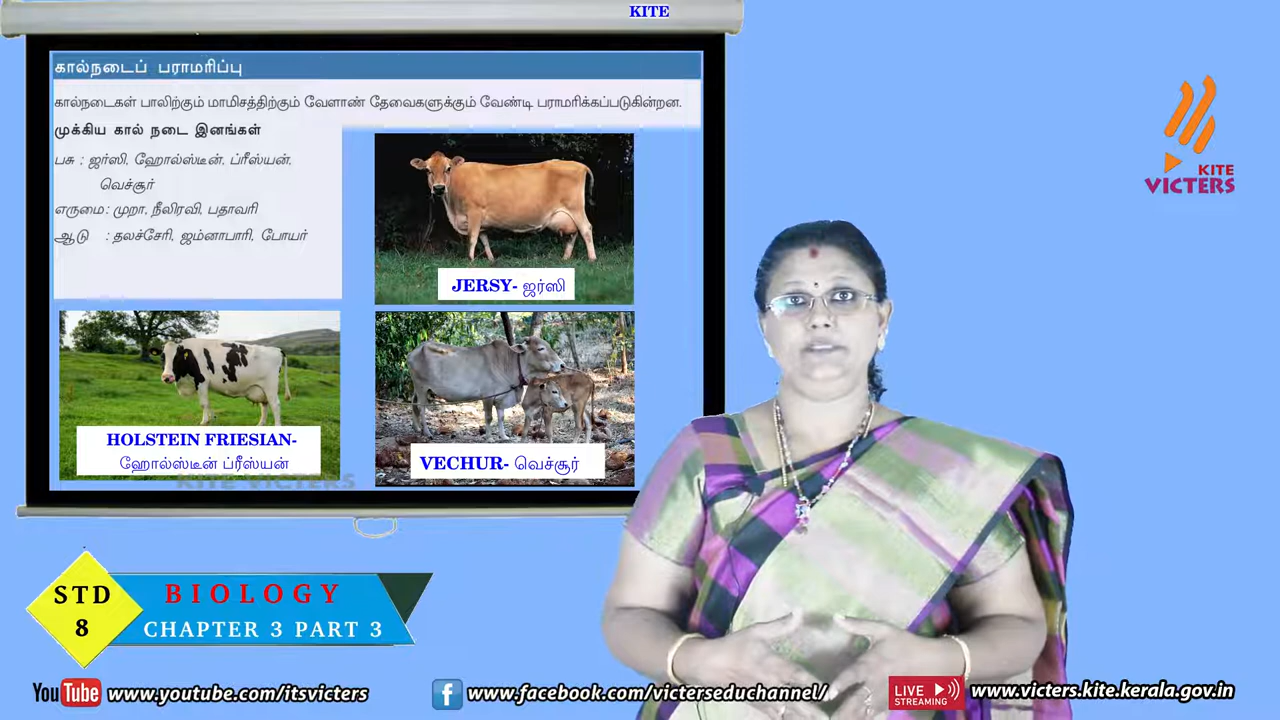 KITE
கால்நடைப் பராமரிப்பு
கால்நடைகள் பாலிற்கும் மாமிசத்திற்கும் வேளாண் தேவைகளுக்கும் வேண்டி பராமரிக்கப்படுகின்றன.
முக்கிய கால் நடை இனங்கள்
பசு : ஜர்ஸி, ஹோல்ஸ்டீன், ப்ரீஸ்யன்,
வெச்சூர்
எருமை : முறா, நீலிரவி, பதாவரி
ஆடு : தலச்சேரி, ஜம்னாபாரி, போயர்
JERSY- ஜர்ஸி
HOLSTEIN FRIESIAN-
ஹோல்ஸ்டீன் ப்ரீஸ்யன்
VECHUR- வெச்சூர்
KITE VICTERS
KITE
VICTERS
STD
8
BIOLOGY
CHAPTER 3 PART 3
YouTube www.youtube.com/itsvicters
f www.facebook.com/victerseduchannel/
LIVE
STREAMING
www.victers.kite.kerala.gov.in